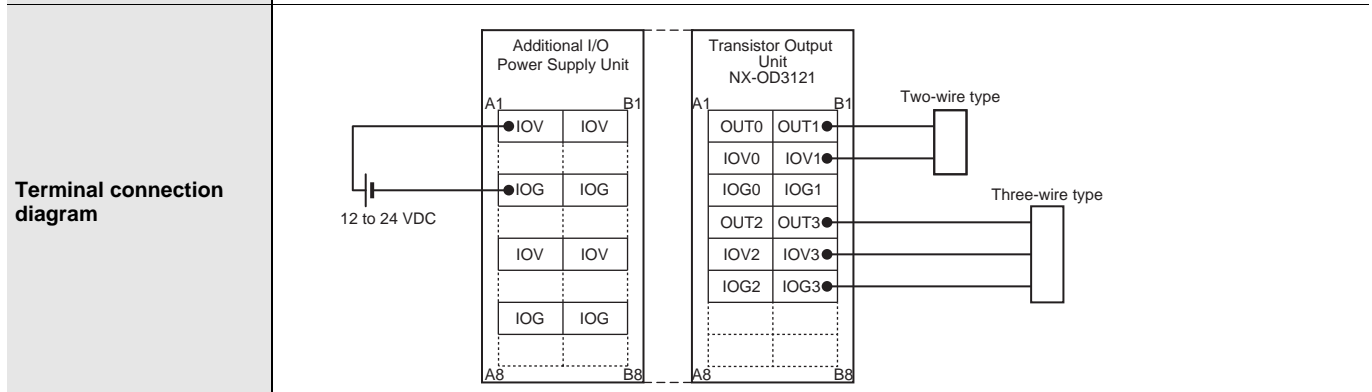 Terminal connection
diagram
Additional I/O
Power Supply Unit
A1 B1
IOV IOV
IOG IOG
IOV IOV
IOG IOG
A8 B8
12 to 24 VDC
Transistor Output
Unit
NX-OD3121
A1 B1
OUT0 OUT1
IOV0 IOV1
IOG0 IOG1
OUT2 OUT3
IOV2 IOV3
IOG2 IOG3
A8 B8
Two-wire type
Three-wire type